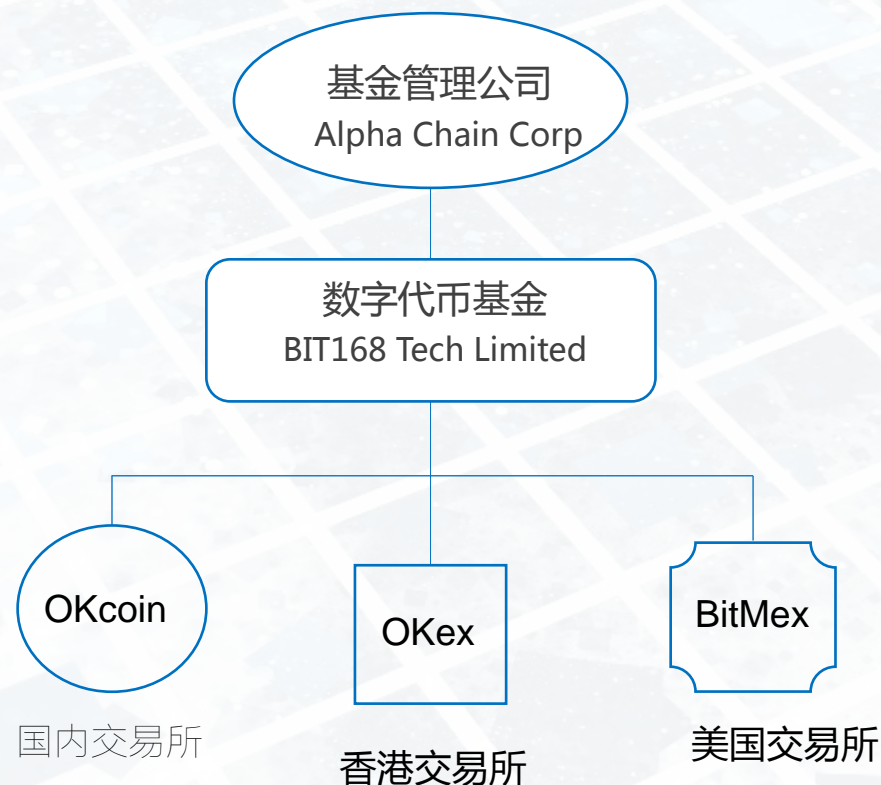 基金管理公司
Alpha Chain Corp
数字代币基金
BIT168 Tech Limited
OKcoin
OKex
BitMex
国内交易所
香港交易所
美国交易所